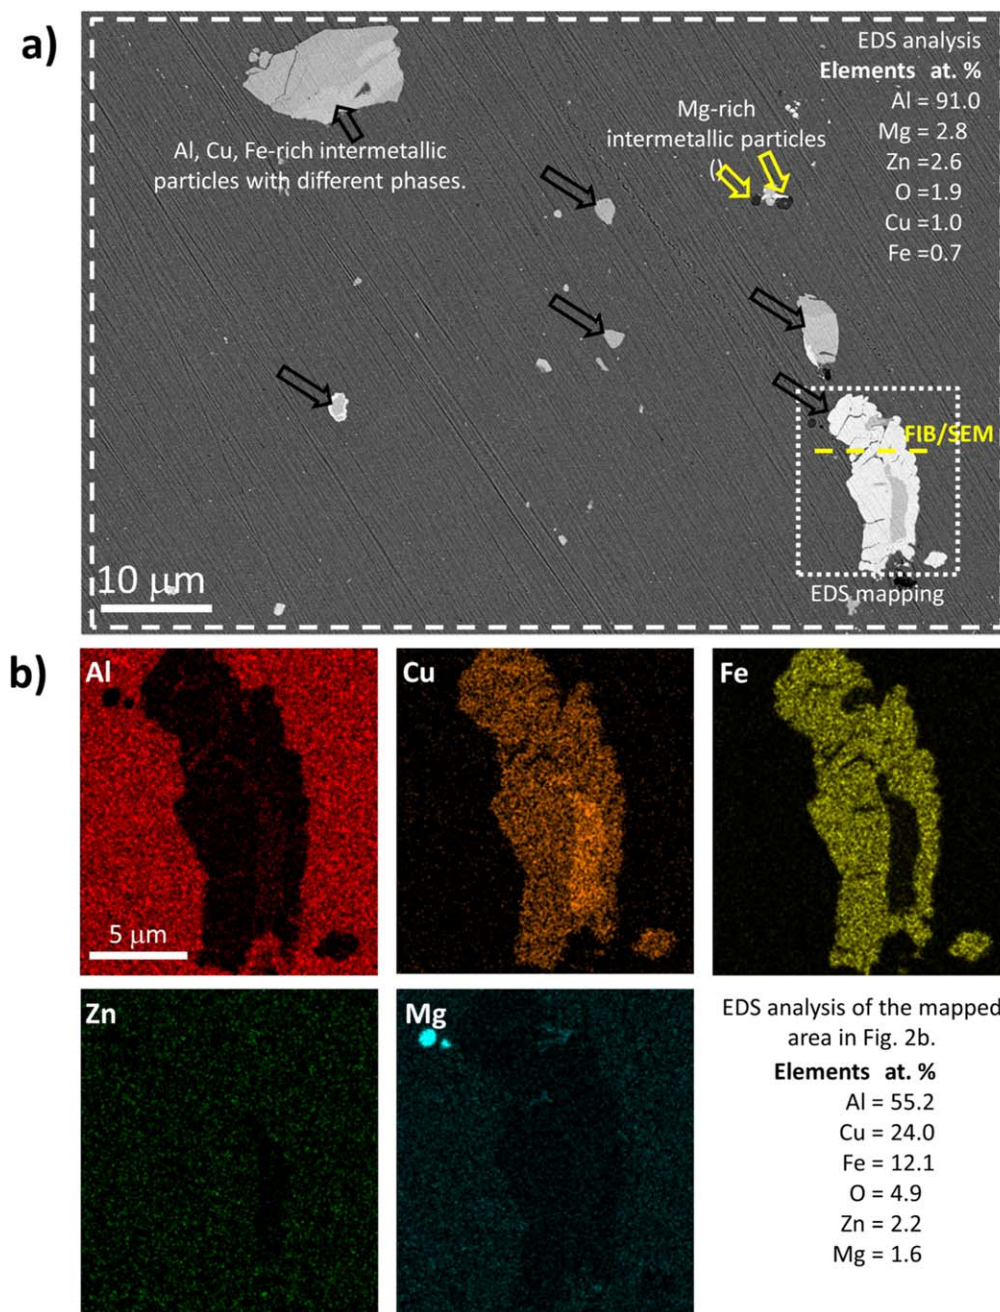 a)
EDS analysis
Elements at. %
Al = 91.0
Mg = 2.8
Zn =2.6
O =1.9
Cu =1.0
Fe =0.7
Mg-rich
intermetallic particles
()
Al, Cu, Fe-rich intermetallic
particles with different phases.
FIB/SEM
EDS mapping
10 μm
b)
Al
Cu
Fe
5 μm
Zn
Mg
EDS analysis of the mapped
area in Fig. 2b.
Elements at. %
Al = 55.2
Cu = 24.0
Fe = 12.1
O = 4.9
Zn = 2.2
Mg = 1.6